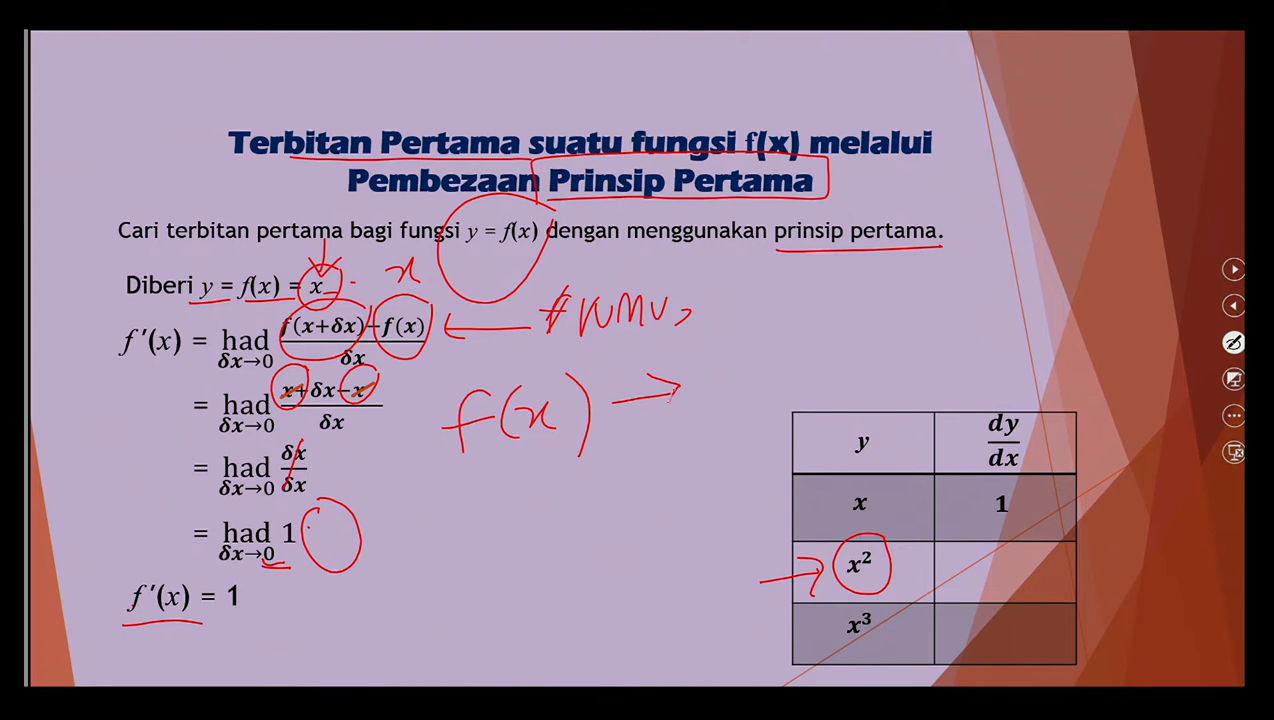 Terbitan Pertama suatu fungsi f(x) melalui
Pembezaan Prinsip Pertama
Cari terbitan pertama bagi fungsi y = f(x) dengan menggunakan prinsip pertama.
x
Diberi y = f(x) = x
f′(x) = had δx→0 (f(x+δx)−f(x))/δx
= had δx→0 (x+δx−x)/δx
f(x) →
= had δx→0 δx/δx
= had δx→0 1
f′(x) = 1
y dy/dx
x 1
x²
x³